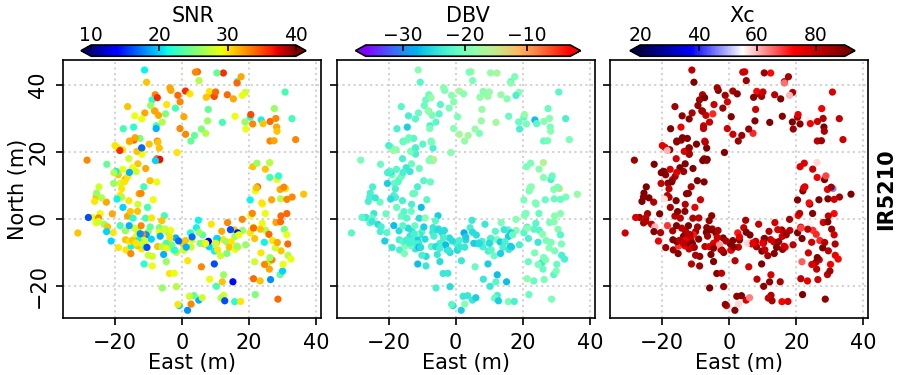 SNR DBV Xc
10 20 30 40 −30 −20 −10 20 40 60 80
40
20
0
−20
North (m)
IR5210
−20 0 20 40 −20 0 20 40 −20 0 20 40
East (m) East (m) East (m)